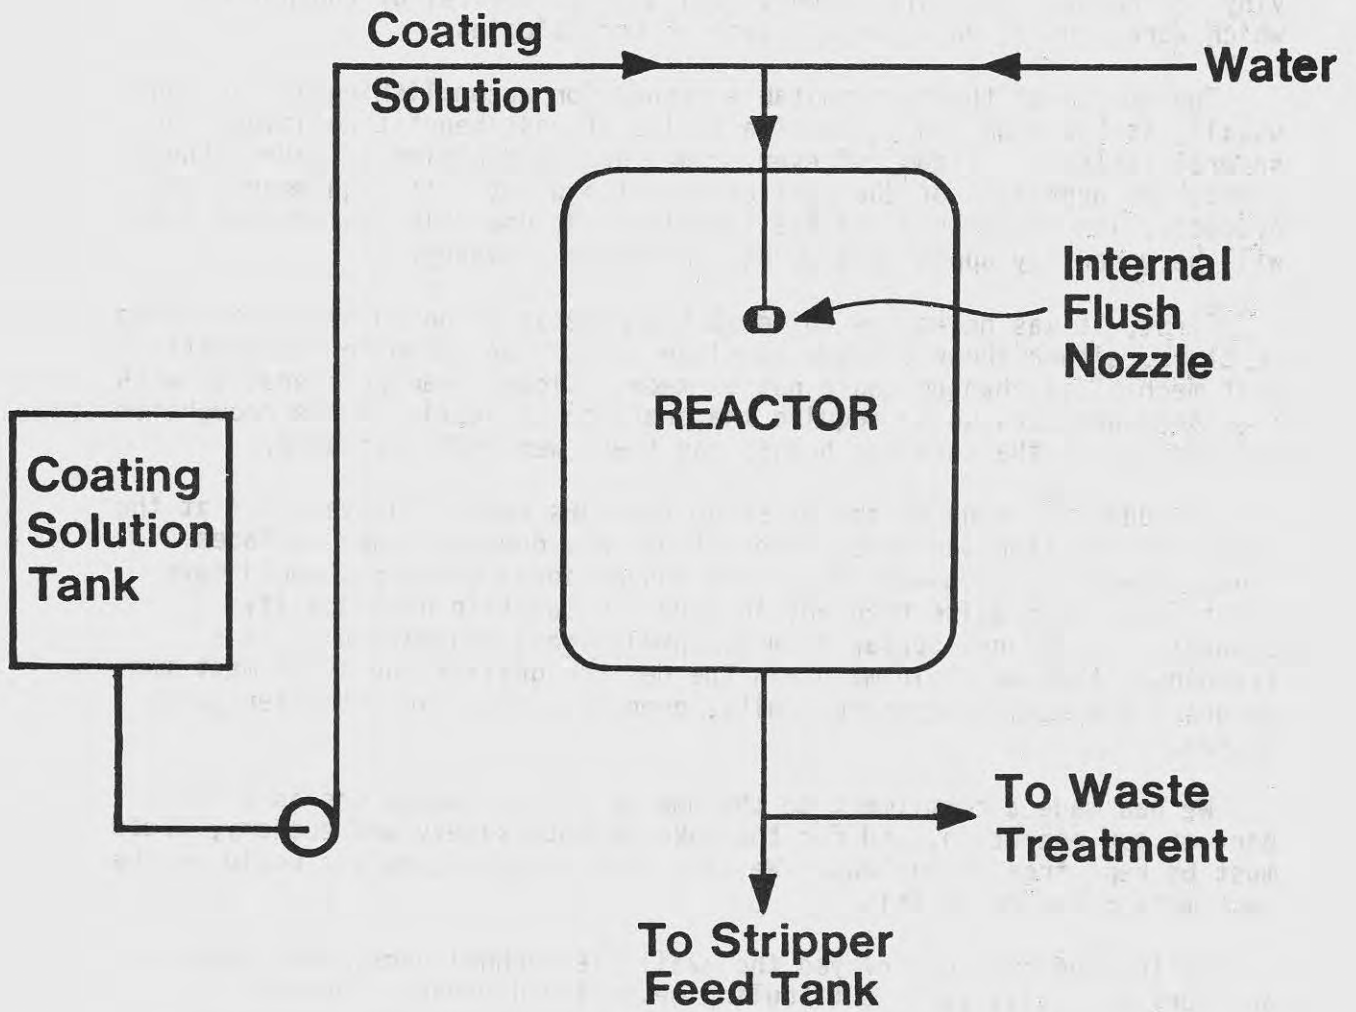 Coating
Solution
Water
Internal
Flush
Nozzle
REACTOR
Coating
Solution
Tank
To Waste
Treatment
To Stripper
Feed Tank